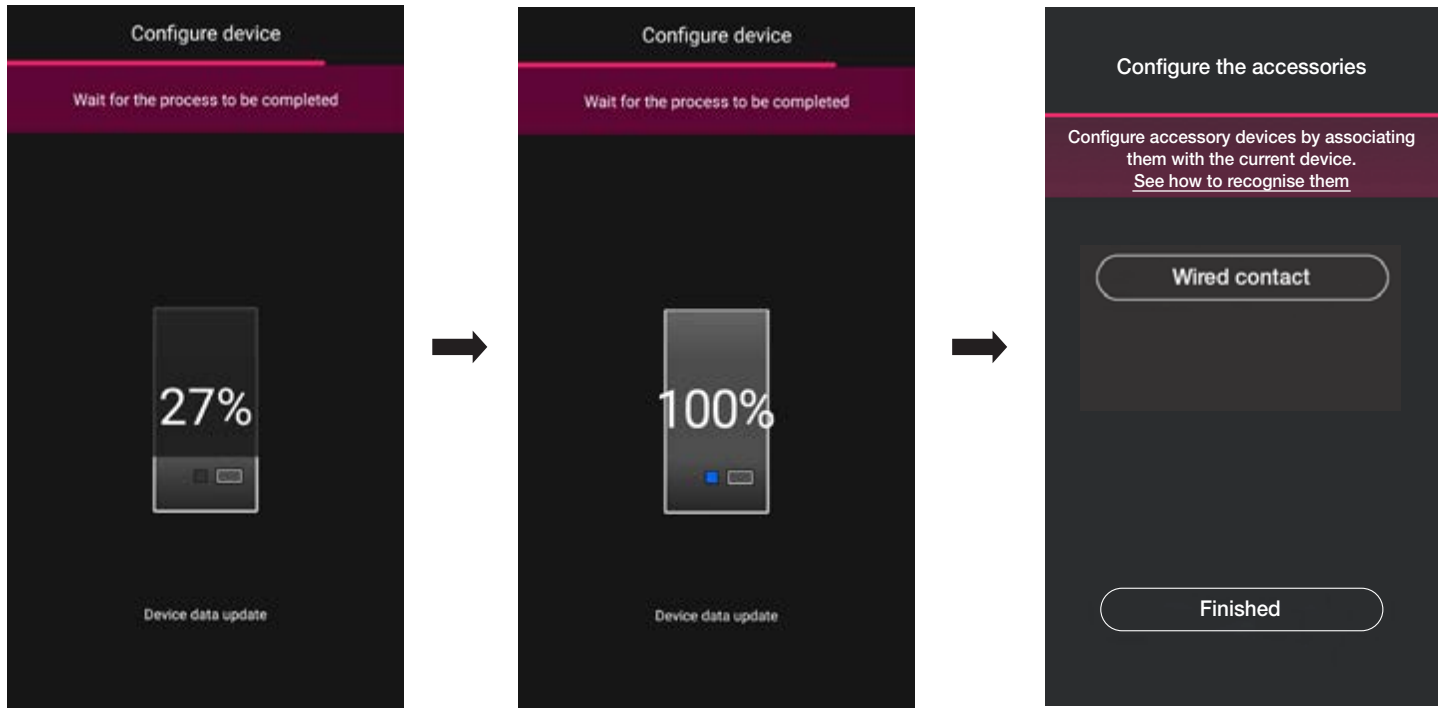 Configure device
Wait for the process to be completed
27%
Device data update
Configure device
Wait for the process to be completed
100%
Device data update
Configure the accessories
Configure accessory devices by associating
them with the current device.
See how to recognise them
Wired contact
Finished